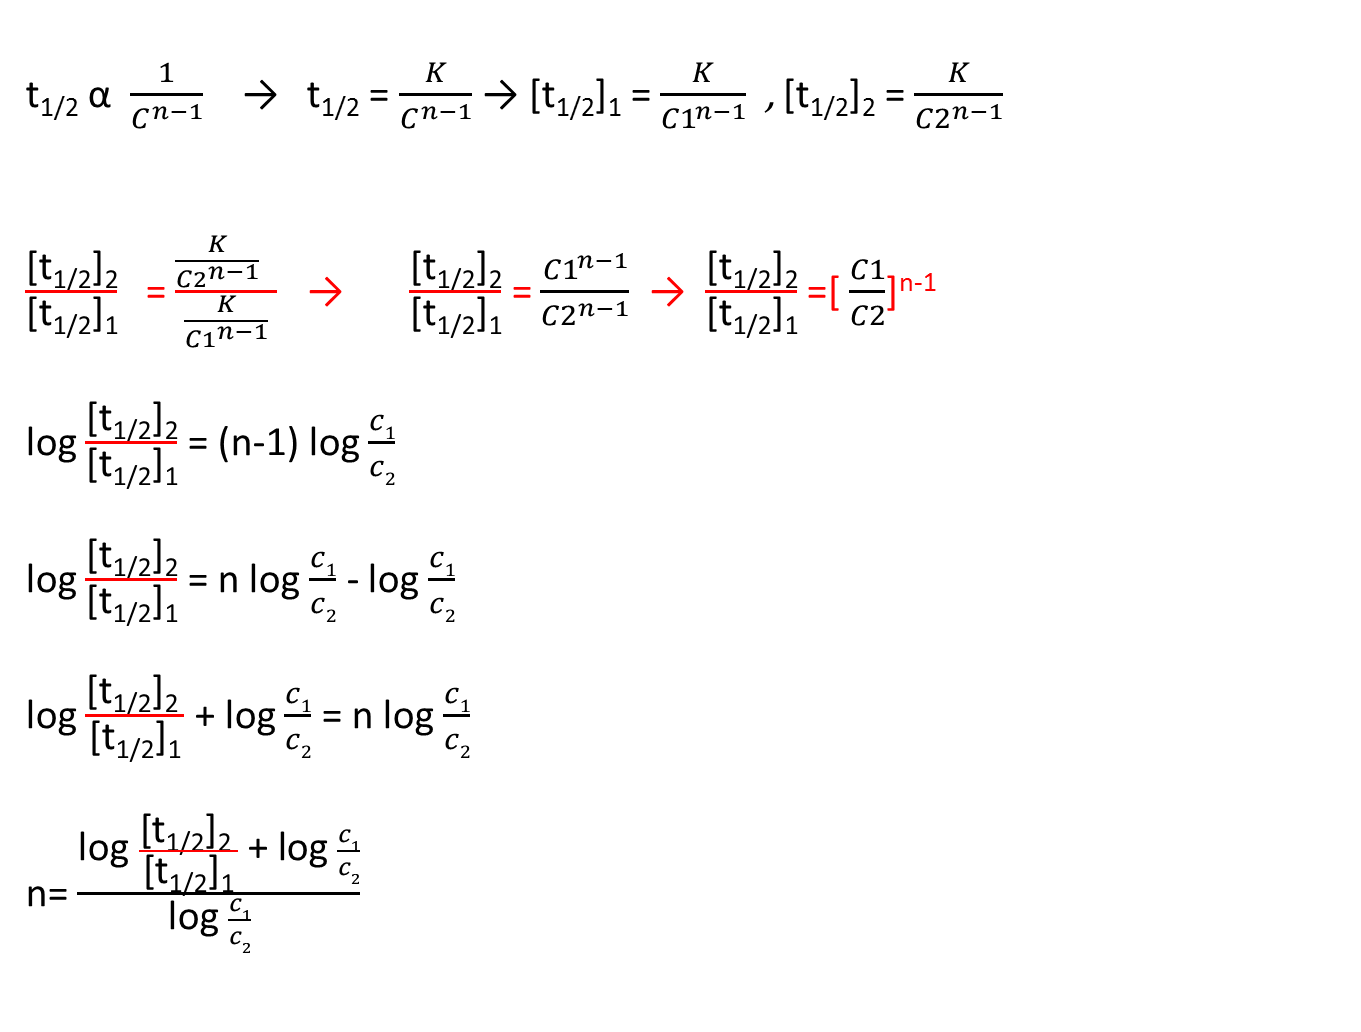 t₁/₂ α 1/Cⁿ⁻¹ → t₁/₂ = K/Cⁿ⁻¹ → [t₁/₂]₁ = K/C1ⁿ⁻¹ , [t₁/₂]₂ = K/C2ⁿ⁻¹
[t₁/₂]₂/[t₁/₂]₁ = (K/C2ⁿ⁻¹)/(K/C1ⁿ⁻¹) → [t₁/₂]₂/[t₁/₂]₁ = C1ⁿ⁻¹/C2ⁿ⁻¹ → [t₁/₂]₂/[t₁/₂]₁ =[ C1/C2 ]ⁿ⁻¹
log [t₁/₂]₂/[t₁/₂]₁ = (n-1) log c₁/c₂
log [t₁/₂]₂/[t₁/₂]₁ = n log c₁/c₂ - log c₁/c₂
log [t₁/₂]₂/[t₁/₂]₁ + log c₁/c₂ = n log c₁/c₂
n= (log [t₁/₂]₂/[t₁/₂]₁ + log c₁/c₂)/(log c₁/c₂)